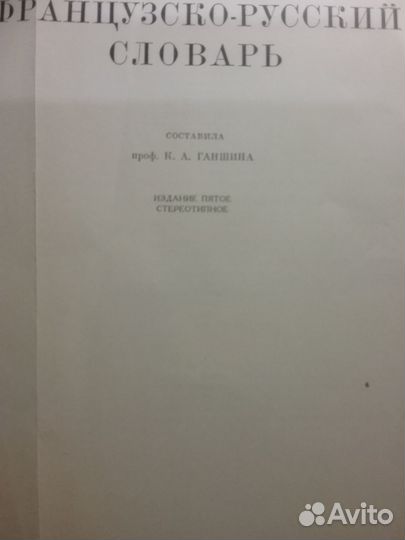 ФРАНЦУЗСКО-РУССКИЙ
СЛОВАРЬ
СОСТАВИЛА
проф. К. А. ГАНШИНА
ИЗДАНИЕ ПЯТОЕ
СТЕРЕОТИПНОЕ
Avito